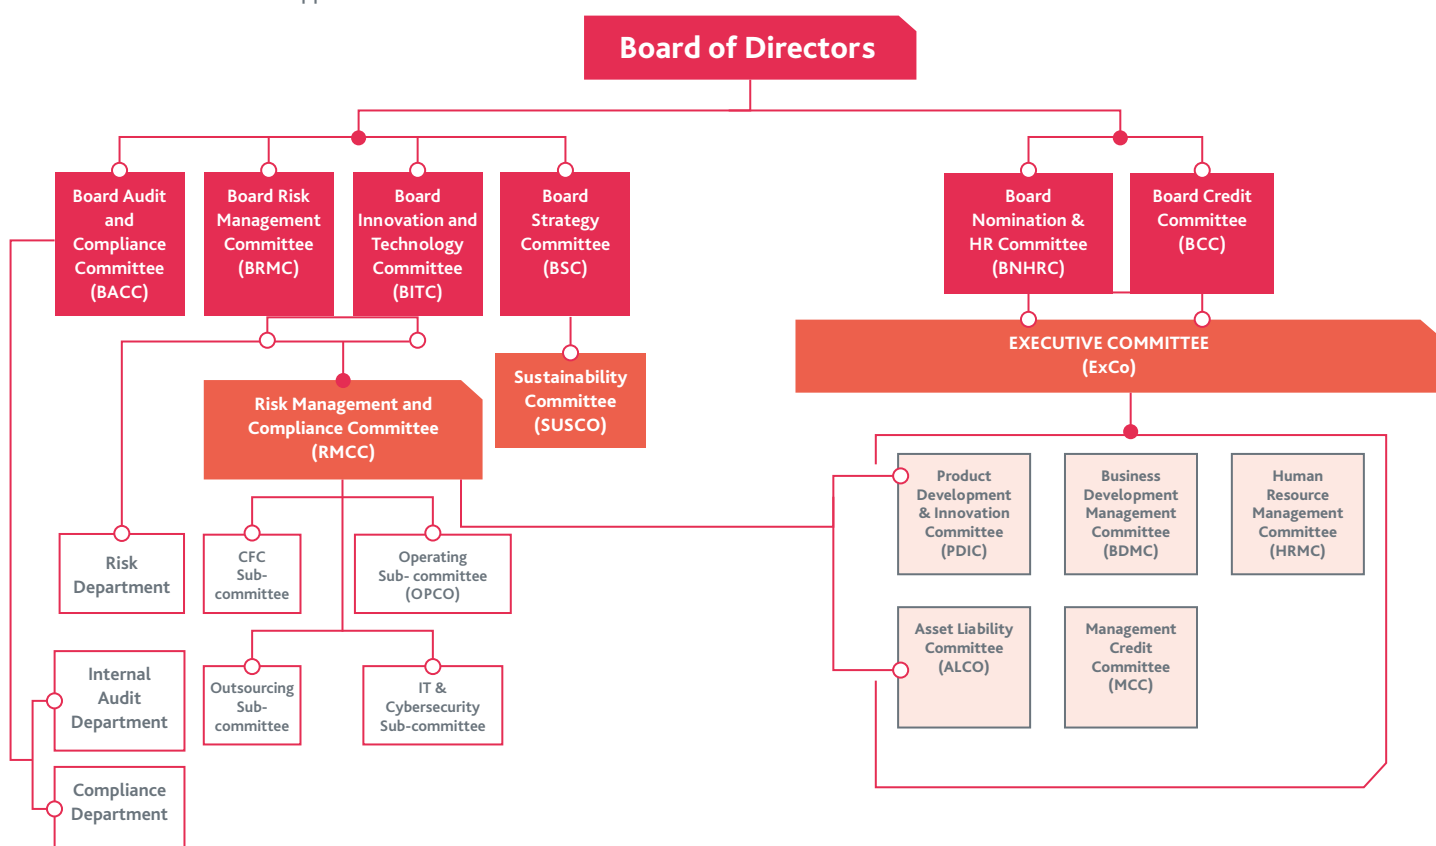 Board of Directors
Board Audit
and
Compliance
Committee
(BACC)
Board Risk
Management
Committee
(BRMC)
Board
Innovation and
Technology
Committee
(BITC)
Board
Strategy
Committee
(BSC)
Board
Nomination &
HR Committee
(BNHRC)
Board Credit
Committee
(BCC)
EXECUTIVE COMMITTEE
(ExCo)
Sustainability
Committee
(SUSCO)
Risk Management and
Compliance Committee
(RMCC)
Product
Development
& Innovation
Committee
(PDIC)
Business
Development
Management
Committee
(BDMC)
Human
Resource
Management
Committee
(HRMC)
Risk
Department
CFC
Sub-
committee
Operating
Sub- committee
(OPCO)
Asset Liability
Committee
(ALCO)
Management
Credit
Committee
(MCC)
Internal
Audit
Department
Outsourcing
Sub-
committee
IT &
Cybersecurity
Sub-committee
Compliance
Department